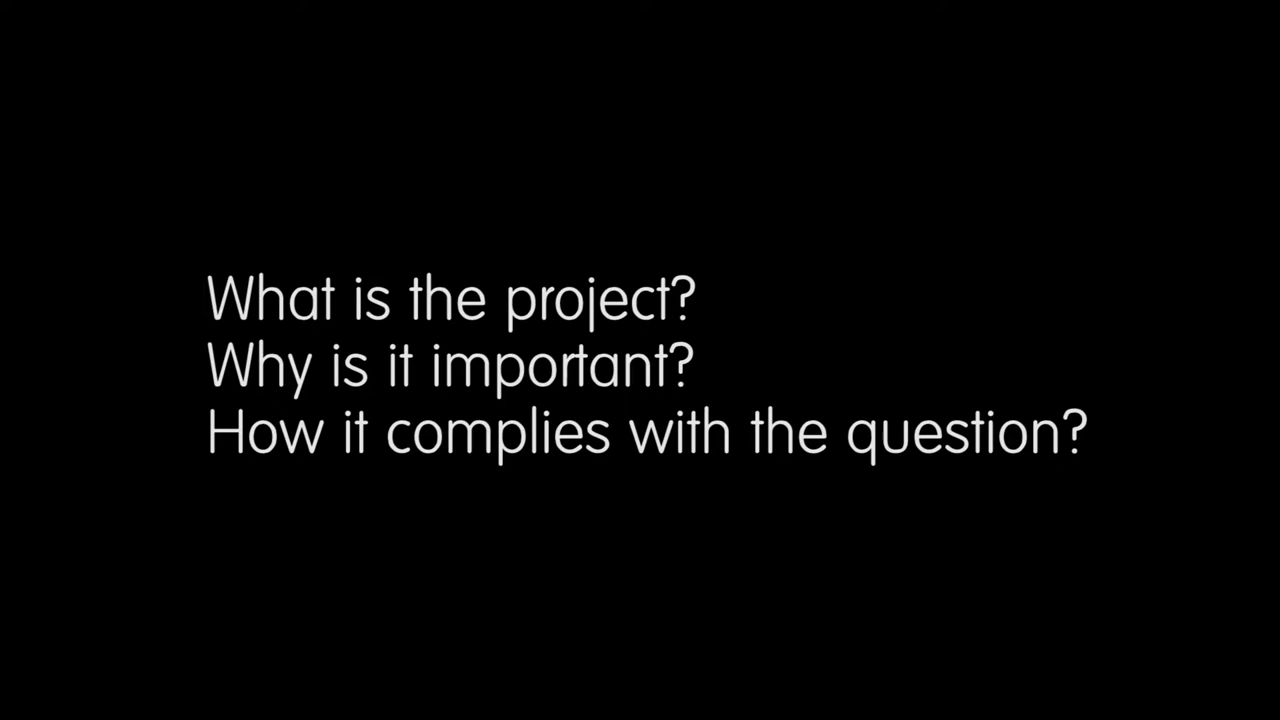 What is the project?
Why is it important?
How it complies with the question?